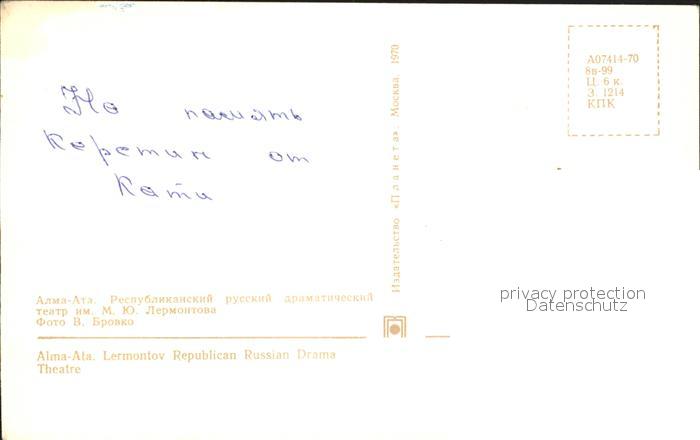 На память
Керстин от
Кати
Алма-Ата. Республиканский русский драматический
театр им. М. Ю. Лермонтова
Фото В. Бровко
Alma-Ata. Lermontov Republican Russian Drama
Theatre
Издательство «Планета». Москва. 1970
А07414-70
8в-99
Ц. 6 к.
З. 1214
КПК
privacy protection
Datenschutz